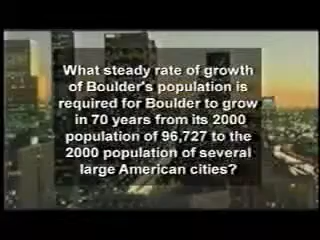 What steady rate of growth
of Boulder's population is
required for Boulder to grow
in 70 years from its 2000
population of 96,727 to the
2000 population of several
large American cities?